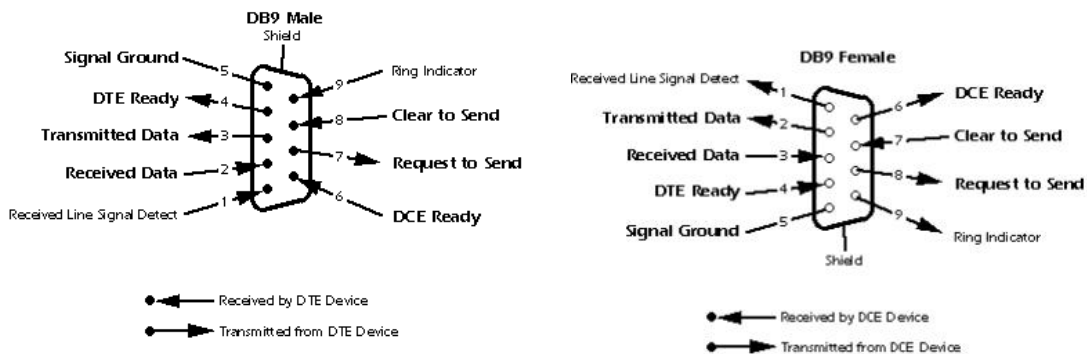 DB9 Male
Shield
Signal Ground
5
9
Ring Indicator
DTE Ready
4
8
Clear to Send
Transmitted Data
3
7
Request to Send
Received Data
2
6
DCE Ready
Received Line Signal Detect
1
Received by DTE Device
Transmitted from DTE Device
DB9 Female
Received Line Signal Detect
1
6
DCE Ready
Transmitted Data
2
7
Clear to Send
Received Data
3
8
Request to Send
DTE Ready
4
9
Ring Indicator
Signal Ground
5
Shield
Received by DCE Device
Transmitted from DCE Device